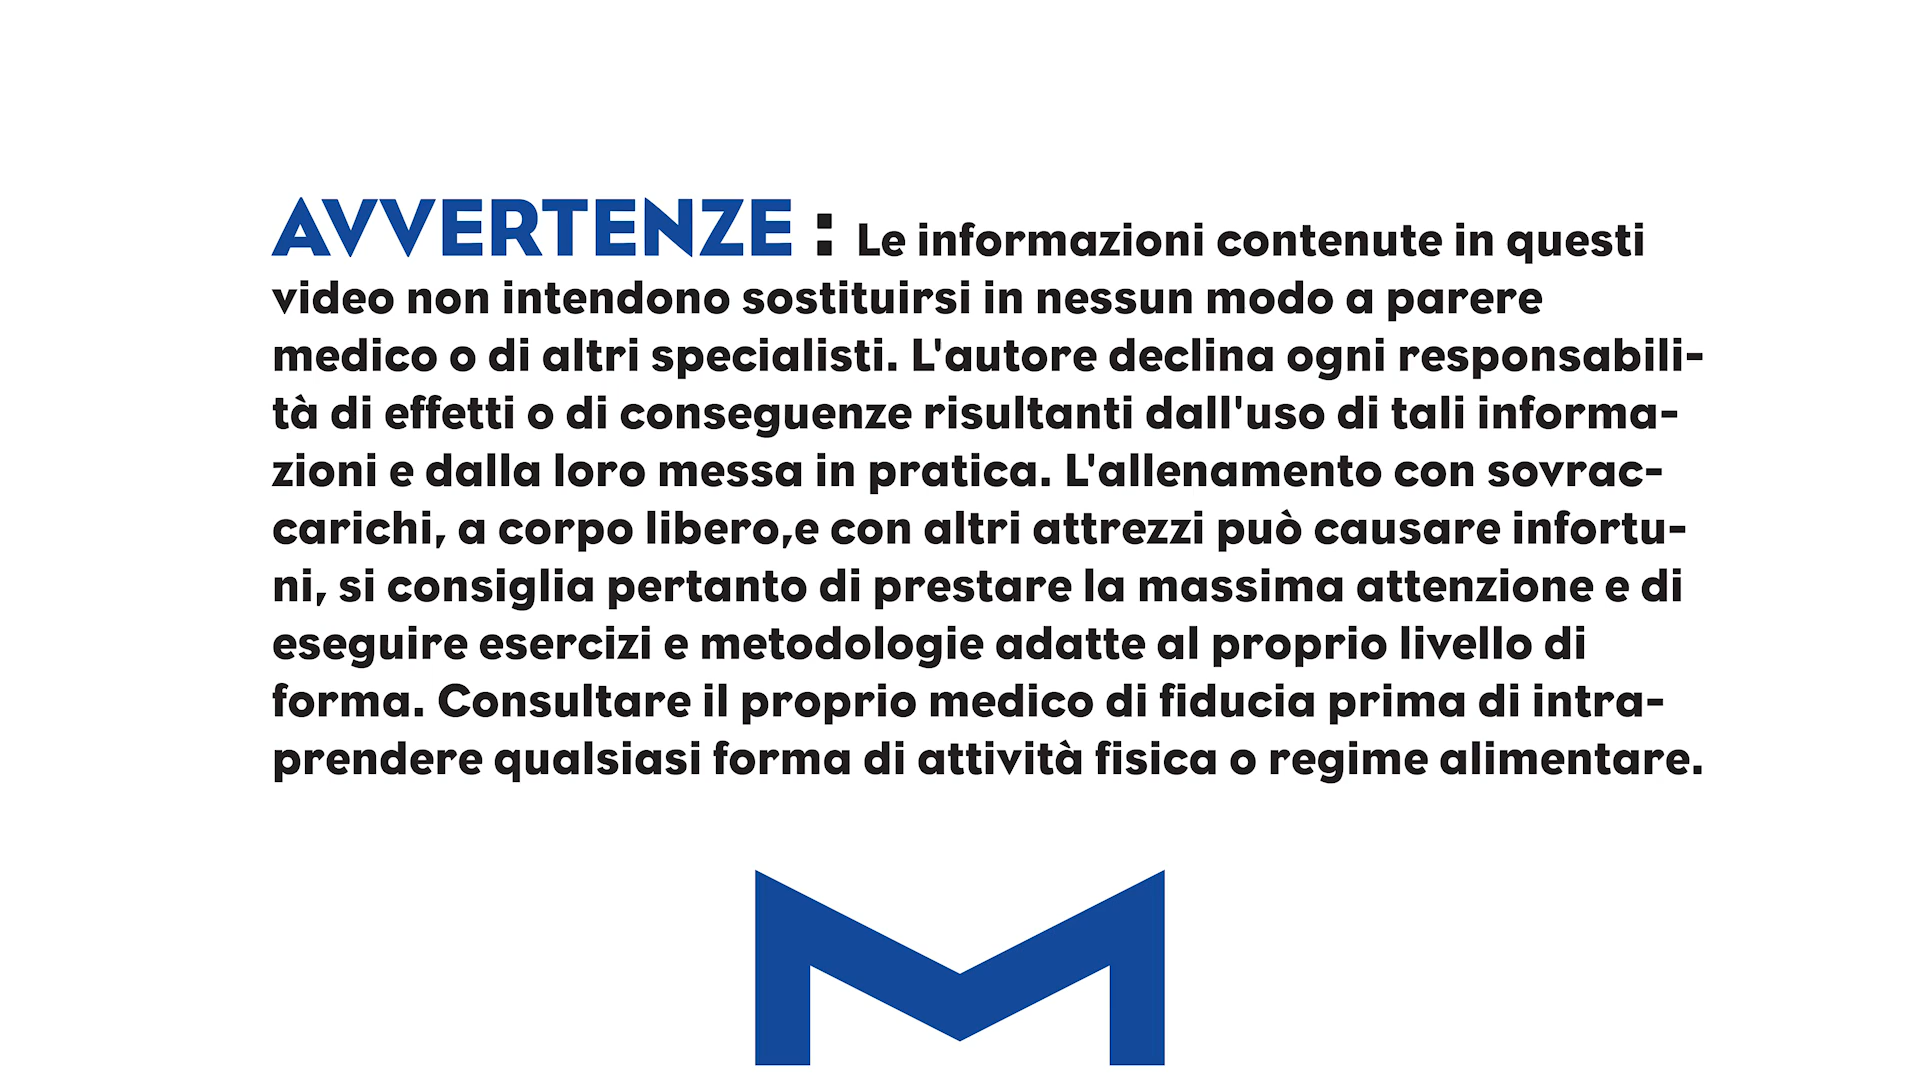 AVVERTENZE : Le informazioni contenute in questi
video non intendono sostituirsi in nessun modo a parere
medico o di altri specialisti. L'autore declina ogni responsabili-
tà di effetti o di conseguenze risultanti dall'uso di tali informa-
zioni e dalla loro messa in pratica. L'allenamento con sovrac-
carichi, a corpo libero,e con altri attrezzi può causare infortu-
ni, si consiglia pertanto di prestare la massima attenzione e di
eseguire esercizi e metodologie adatte al proprio livello di
forma. Consultare il proprio medico di fiducia prima di intra-
prendere qualsiasi forma di attività fisica o regime alimentare.
M